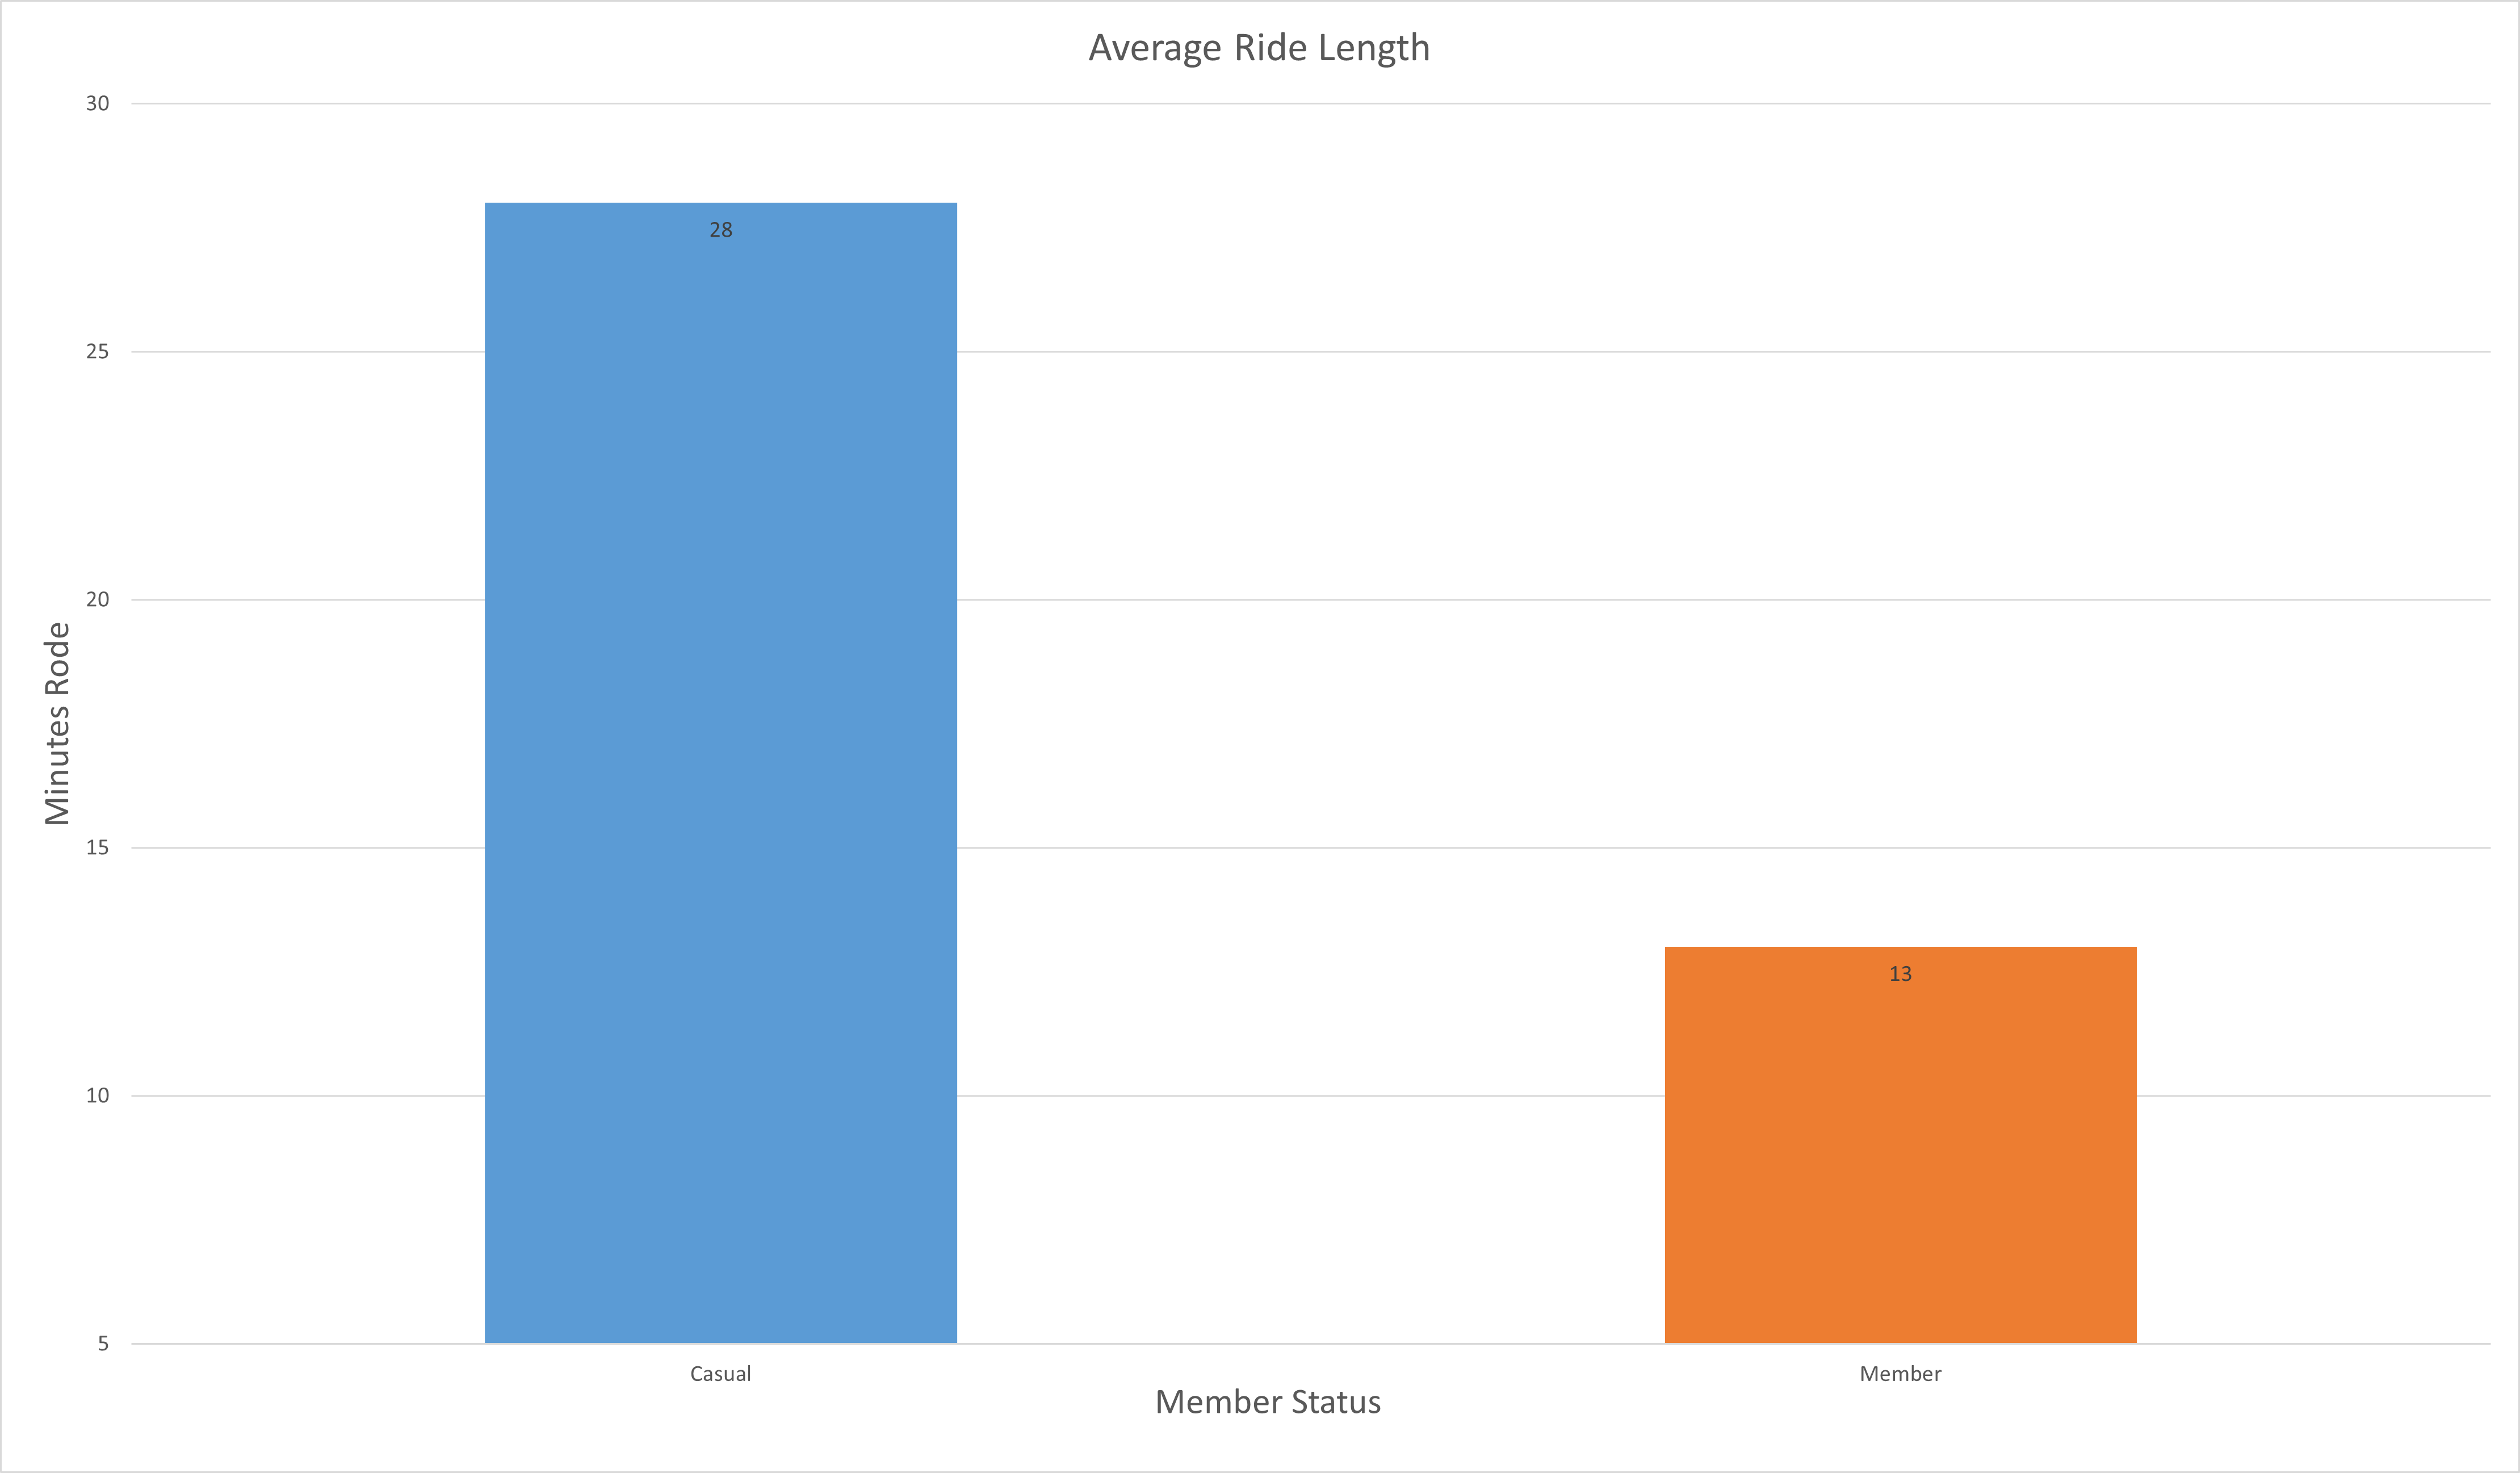 Average Ride Length
30
25
20
15
10
5
Minutes Rode
28
13
Casual
Member
Member Status